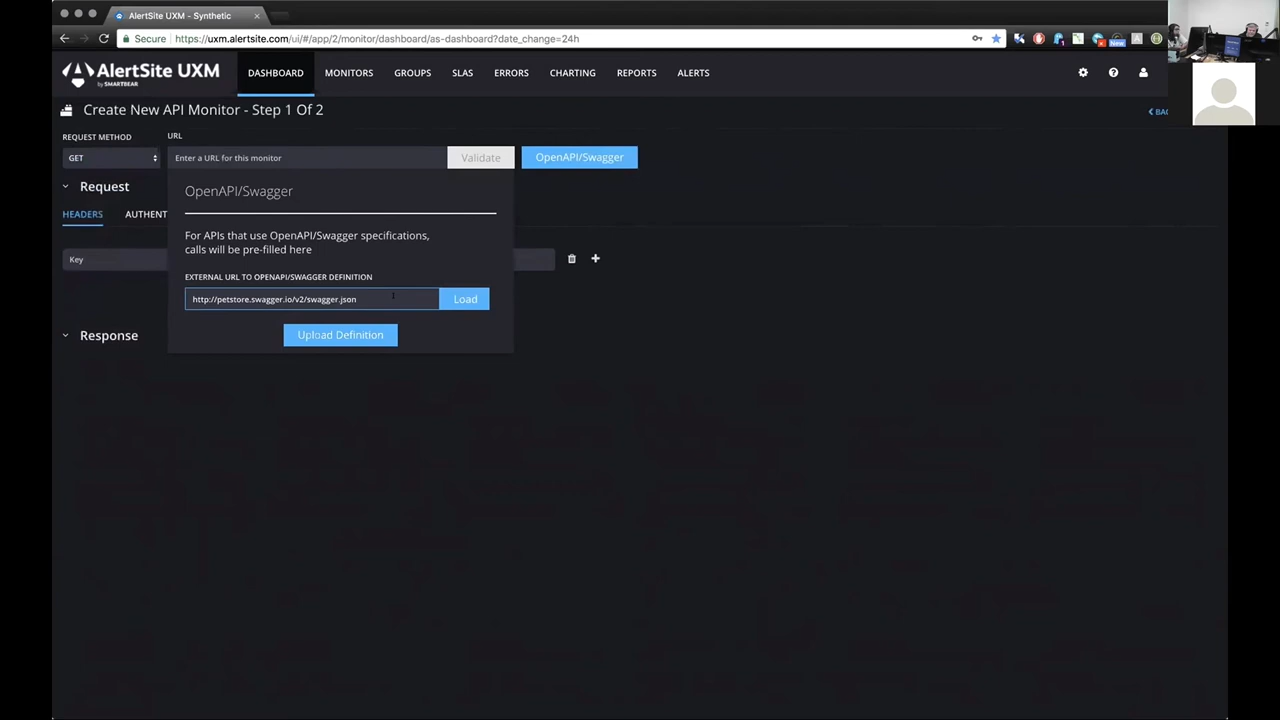 AlertSite UXM - Synthetic
Secure
https://uxm.alertsite.com/ui/#/app/2/monitor/dashboard/as-dashboard?date_change=24h
New
AlertSite UXM
by SMARTBEAR
DASHBOARD
MONITORS
GROUPS
SLAS
ERRORS
CHARTING
REPORTS
ALERTS
Create New API Monitor - Step 1 Of 2
BAC
REQUEST METHOD
URL
GET
Enter a URL for this monitor
Validate
OpenAPI/Swagger
Request
OpenAPI/Swagger
HEADERS
AUTHENT
For APIs that use OpenAPI/Swagger specifications,
calls will be pre-filled here
Key
EXTERNAL URL TO OPENAPI/SWAGGER DEFINITION
http://petstore.swagger.io/v2/swagger.json
Load
Upload Definition
Response